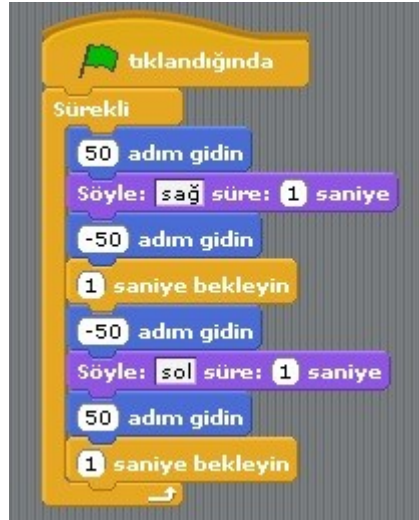 tıklandığında
Sürekli
50 adım gidin
Söyle: sağ süre: 1 saniye
-50 adım gidin
1 saniye bekleyin
-50 adım gidin
Söyle: sol süre: 1 saniye
50 adım gidin
1 saniye bekleyin